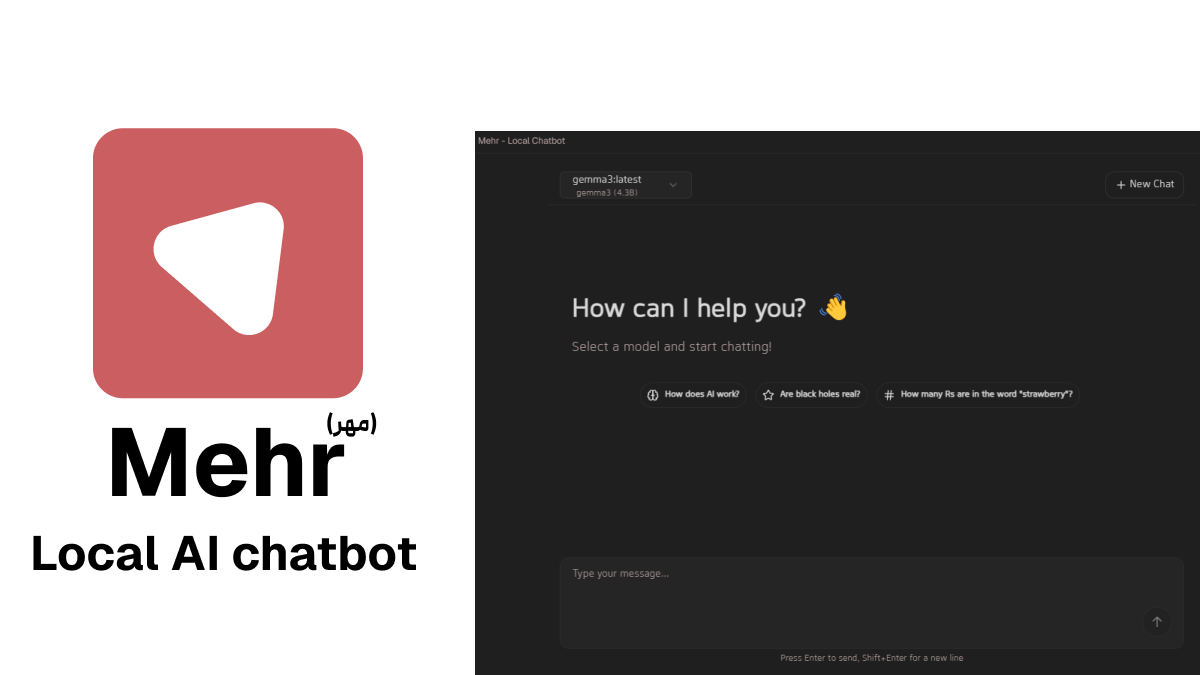 (مهر)
Mehr
Local AI chatbot
Mehr - Local Chatbot
gemma3:latest
gemma3 (4.3B)
+ New Chat
How can I help you? 👋
Select a model and start chatting!
How does AI work?
Are black holes real?
# How many Rs are in the word "strawberry"?
Type your message...
Press Enter to send, Shift+Enter for a new line